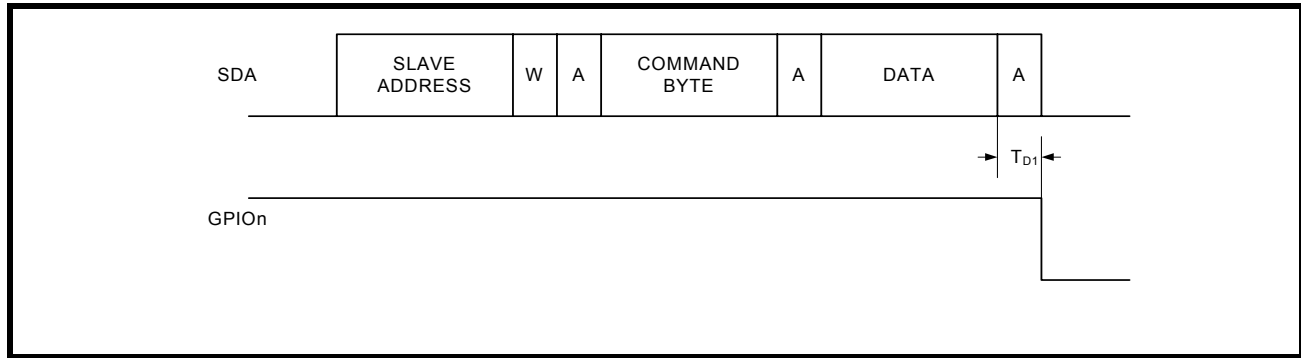 SDA
SLAVE
ADDRESS
W
A
COMMAND
BYTE
A
DATA
A
TD1
GPIOn